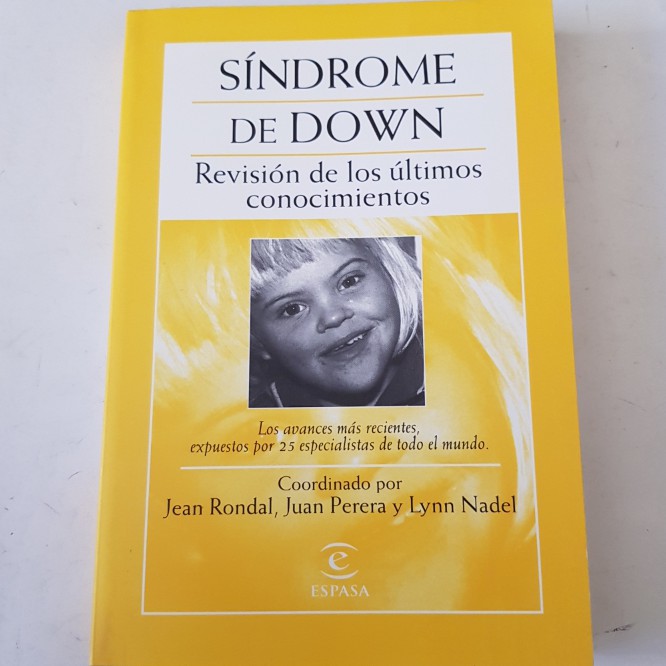 SÍNDROME
DE DOWN
Revisión de los últimos
conocimientos
Los avances más recientes,
expuestos por 25 especialistas de todo el mundo.
Coordinado por
Jean Rondal, Juan Perera y Lynn Nadel
e
ESPASA